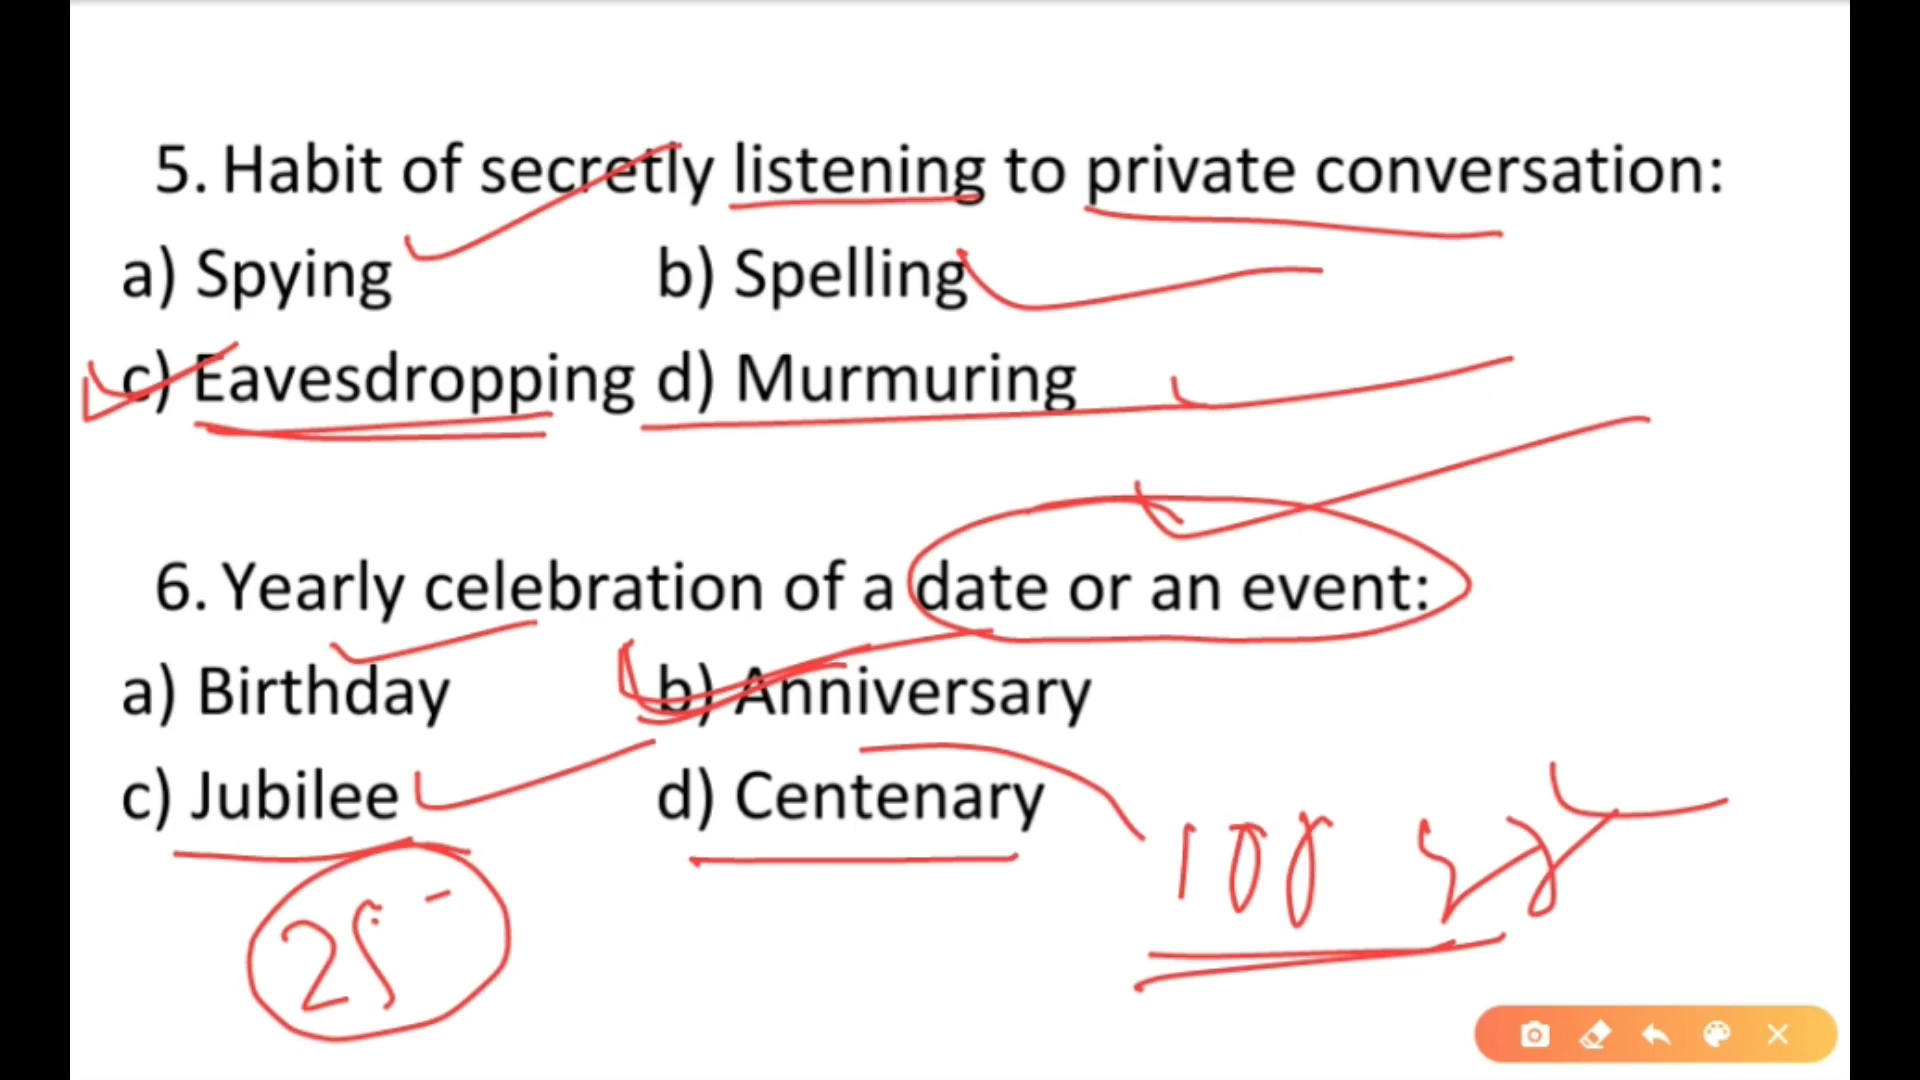 5. Habit of secretly listening to private conversation:
a) Spying b) Spelling
c) Eavesdropping d) Murmuring
6. Yearly celebration of a date or an event:
a) Birthday b) Anniversary
c) Jubilee d) Centenary
100
25